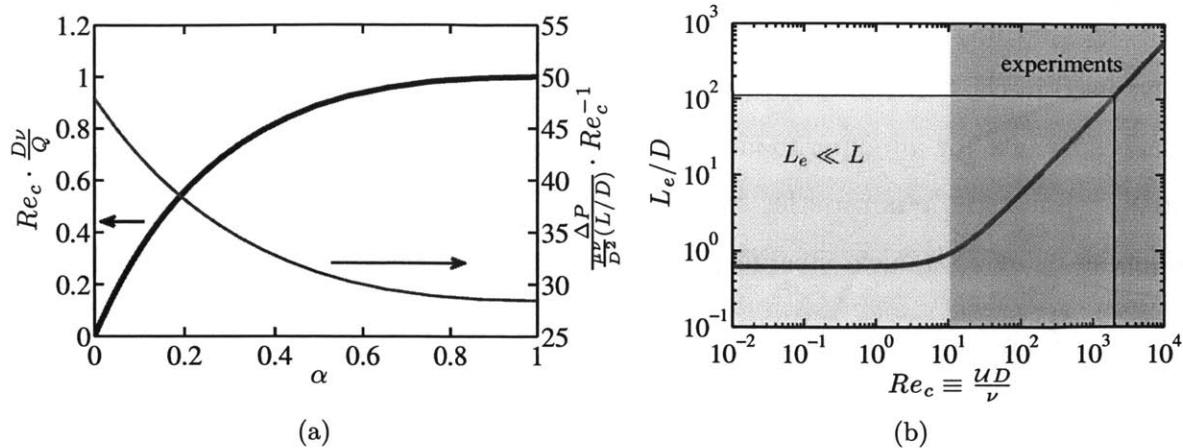 1.2
1
0.8
0.6
0.4
0.2
0
Re_c · Dν/Q
0 0.2 0.4 0.6 0.8 1
α
55
50
45
40
35
30
25
ΔP / (μν/D² (L/D)) · Re_c^{-1}
(a)
10^3
10^2
10^1
10^0
10^{-1}
L_e/D
experiments
L_e ≪ L
10^{-2} 10^{-1} 10^0 10^1 10^2 10^3 10^4
Re_c ≡ 𝒰D/ν
(b)